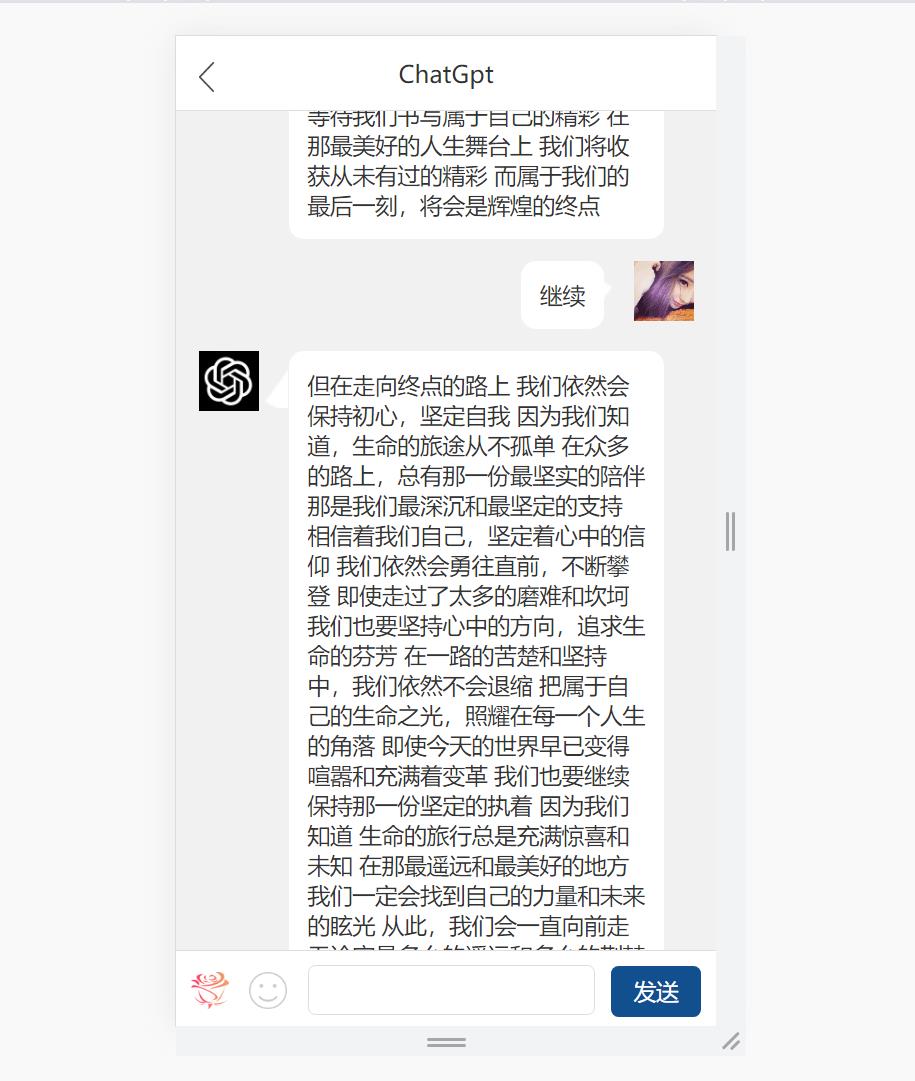 ChatGpt
等待我们书写属于自己的精彩 在
那最美好的人生舞台上 我们将收
获从未有过的精彩 而属于我们的
最后一刻，将会是辉煌的终点
继续
但在走向终点的路上 我们依然会
保持初心，坚定自我 因为我们知
道，生命的旅途从不孤单 在众多
的路上，总有那一份最坚实的陪伴
那是我们最深沉和最坚定的支持
相信着我们自己，坚定着心中的信
仰 我们依然会勇往直前，不断攀
登 即使走过了太多的磨难和坎坷
我们也要坚持心中的方向，追求生
命的芬芳 在一路的苦楚和坚持
中，我们依然不会退缩 把属于自
己的生命之光，照耀在每一个人生
的角落 即使今天的世界早已变得
喧嚣和充满着变革 我们也要继续
保持那一份坚定的执着 因为我们
知道 生命的旅行总是充满惊喜和
未知 在那最遥远和最美好的地方
我们一定会找到自己的力量和未来
的眩光 从此，我们会一直向前走
发送